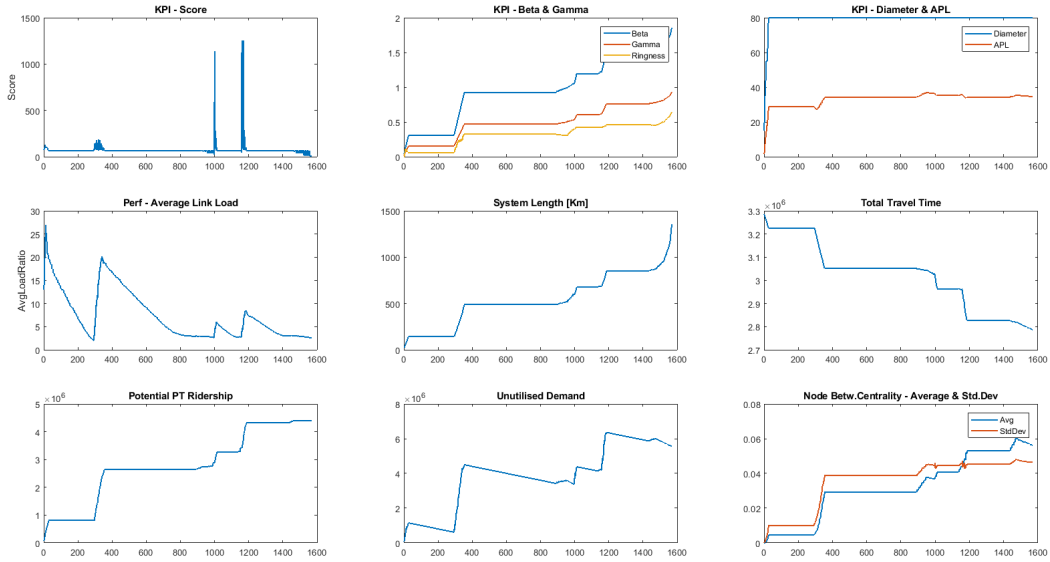 KPI - Score
1500
1000
500
0
Score
0 200 400 600 800 1000 1200 1400 1600
KPI - Beta & Gamma
2
1.5
1
0.5
0
Beta
Gamma
Ringness
0 200 400 600 800 1000 1200 1400 1600
KPI - Diameter & APL
80
60
40
20
0
Diameter
APL
0 200 400 600 800 1000 1200 1400 1600
Perf - Average Link Load
30
25
20
15
10
5
0
AvgLoadRatio
0 200 400 600 800 1000 1200 1400 1600
System Length [Km]
1500
1000
500
0
0 200 400 600 800 1000 1200 1400 1600
Total Travel Time
×10⁶
3.3
3.2
3.1
3
2.9
2.8
2.7
0 200 400 600 800 1000 1200 1400 1600
Potential PT Ridership
×10⁶
5
4
3
2
1
0
0 200 400 600 800 1000 1200 1400 1600
Unutilised Demand
×10⁶
8
6
4
2
0
0 200 400 600 800 1000 1200 1400 1600
Node Betw.Centrality - Average & Std.Dev
0.08
0.06
0.04
0.02
0
Avg
StdDev
0 200 400 600 800 1000 1200 1400 1600